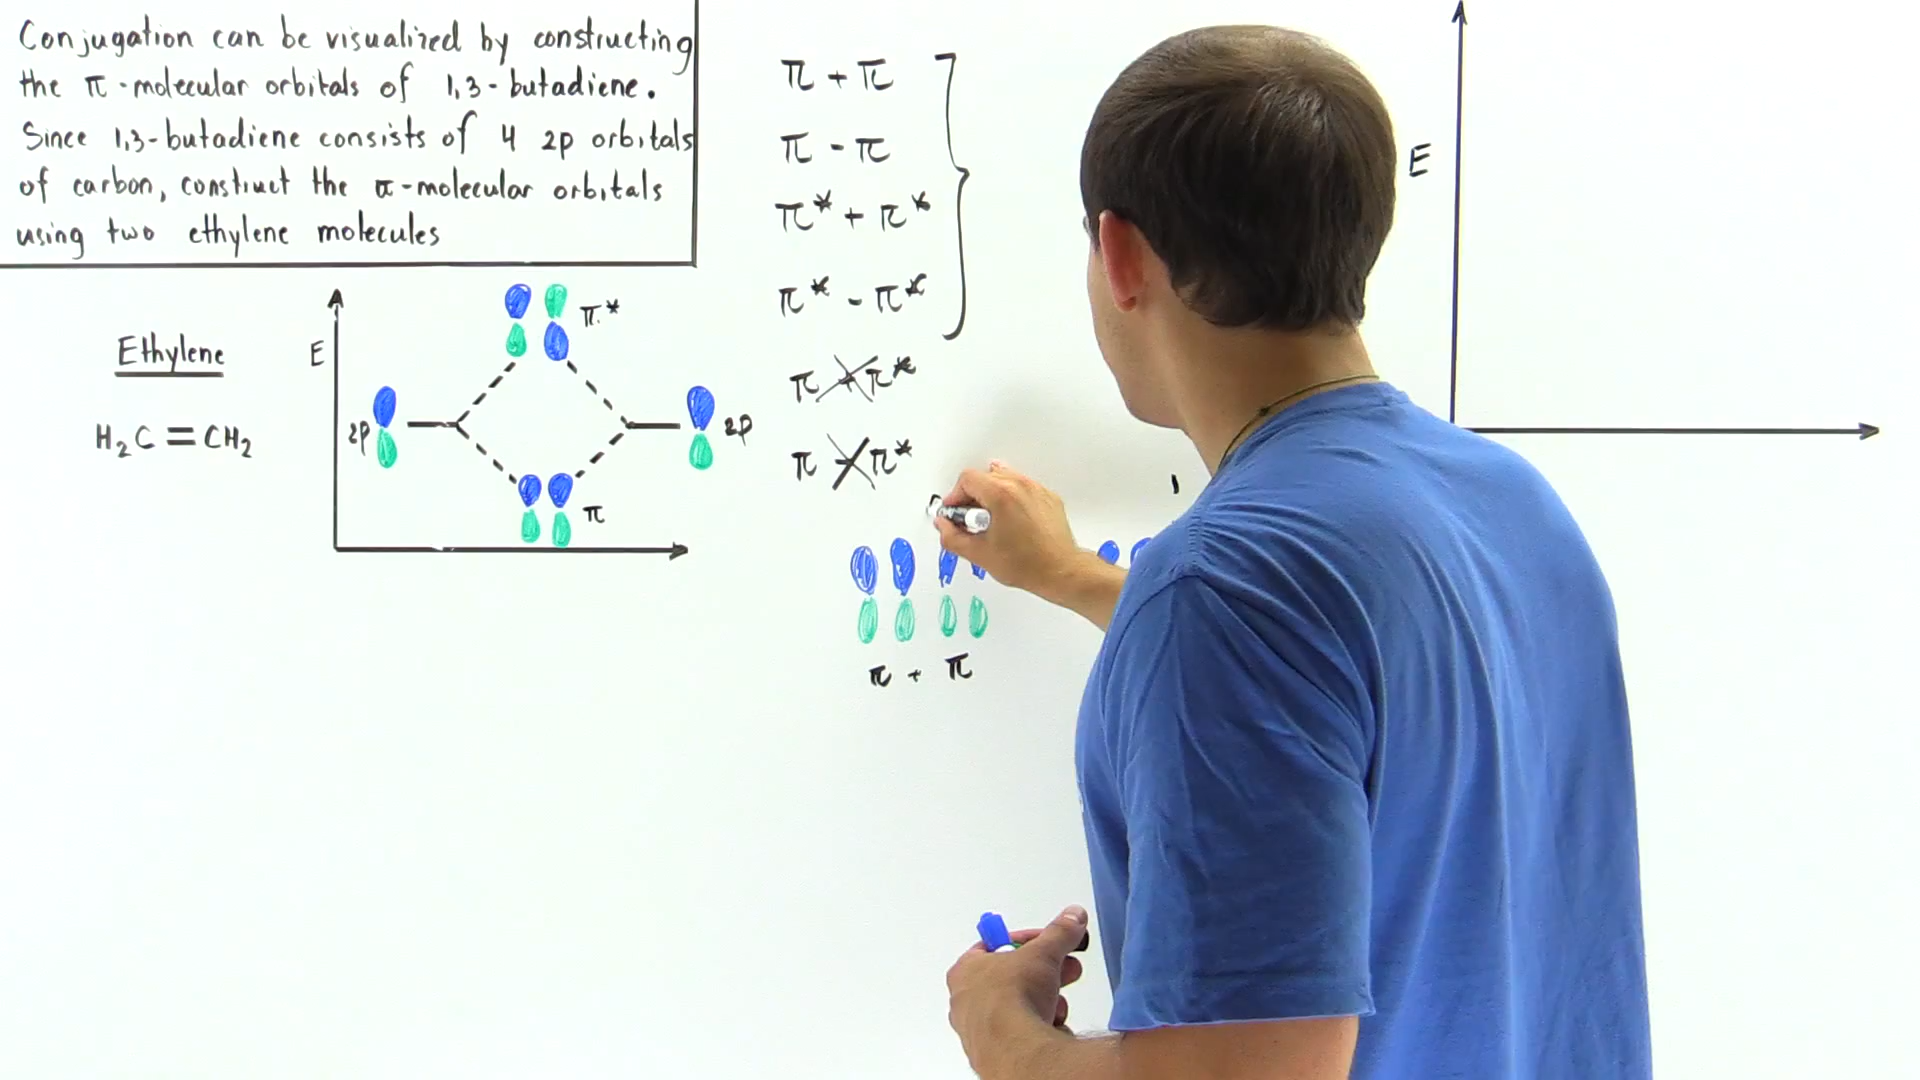 Conjugation can be visualized by constructing
the π-molecular orbitals of 1,3-butadiene.
Since 1,3-butadiene consists of 4 2p orbitals
of carbon, construct the π-molecular orbitals
using two ethylene molecules
Ethylene
H₂C=CH₂
E
π*
2p
2p
π
π + π
π - π
π* + π*
π* - π*
π + π*
π - π*
π + π
E